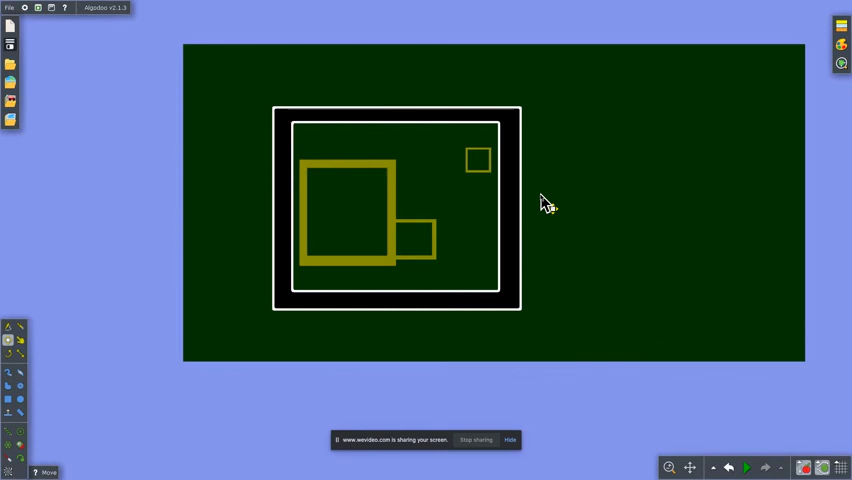 File
?
Algodoo v2.1.3
www.wevideo.com is sharing your screen.
Stop sharing
Hide
? Move